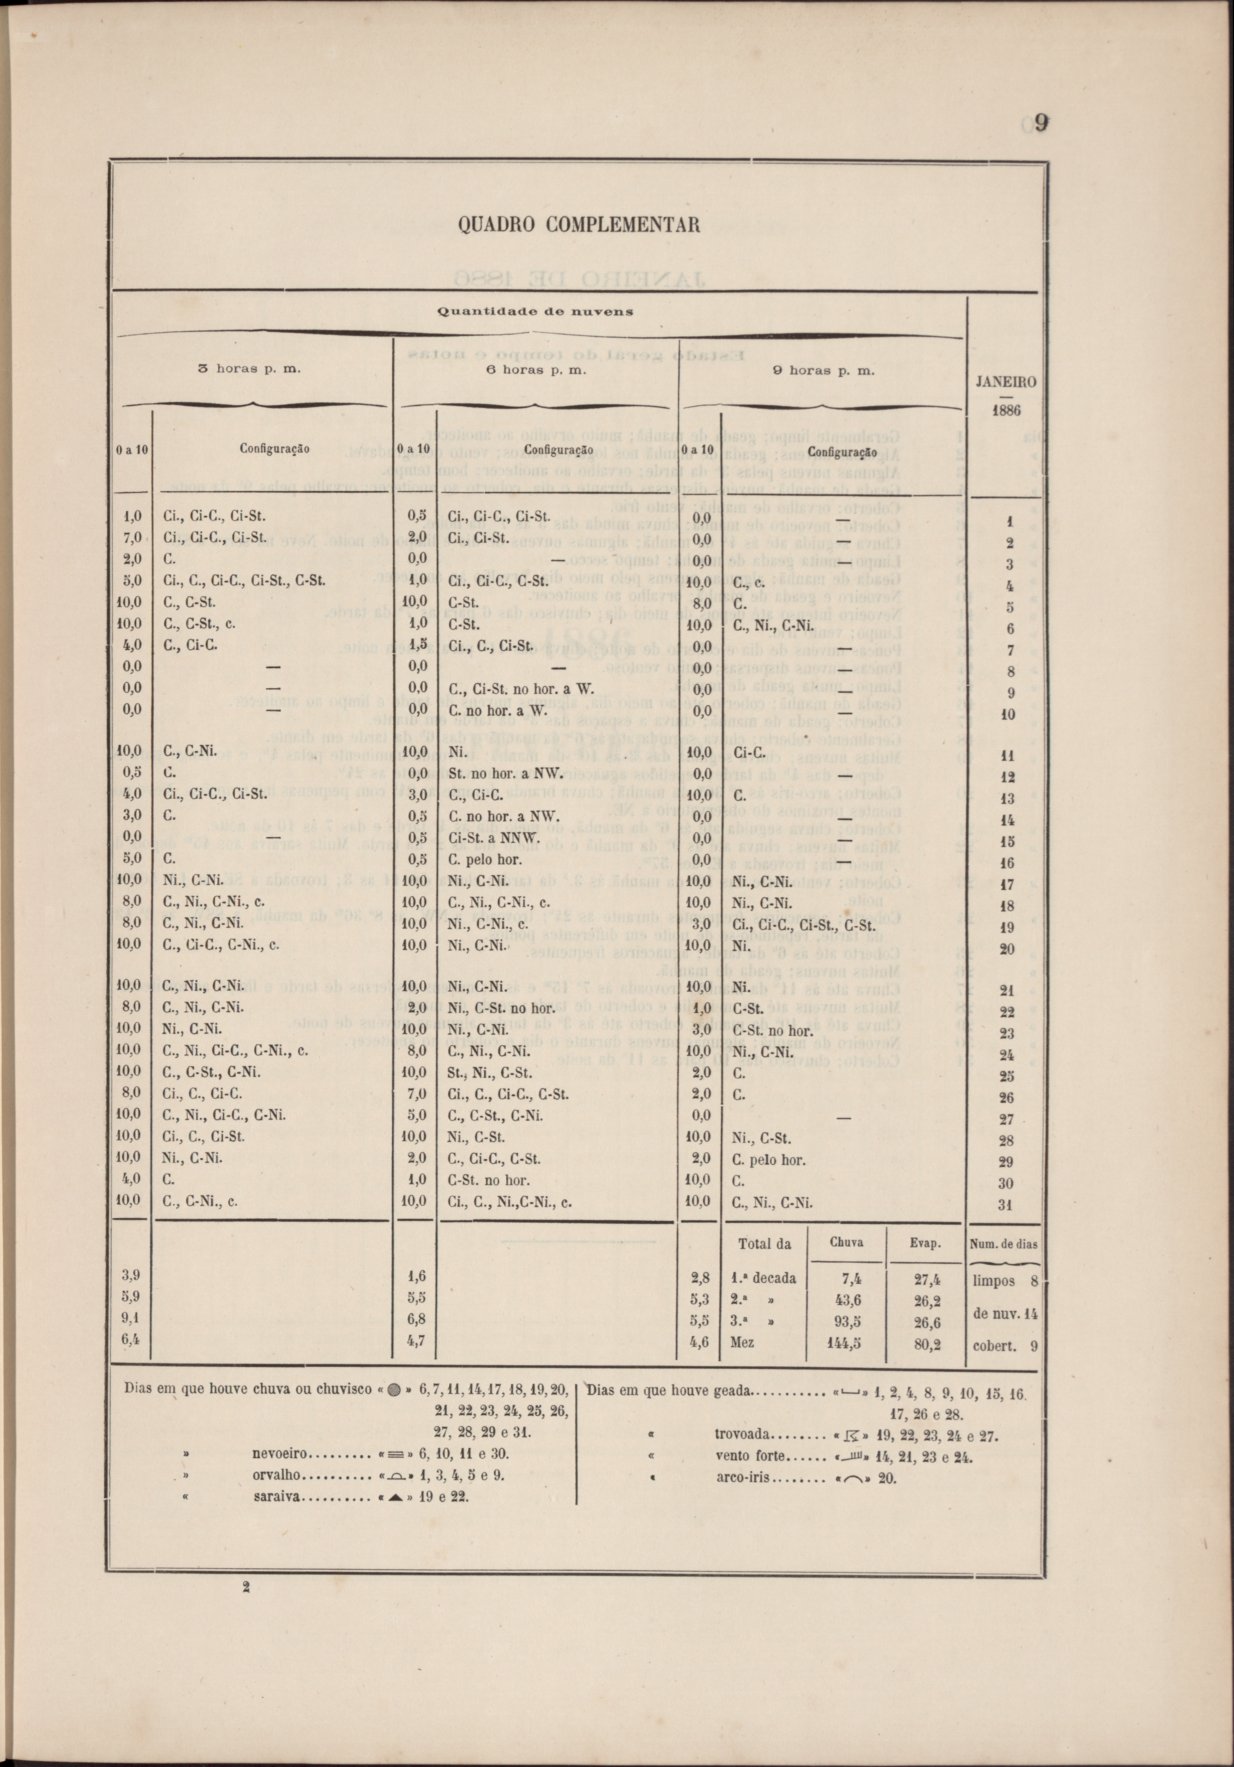 9
QUADRO COMPLEMENTAR
Quantidade de nuvens
3 horas p. m. 6 horas p. m. 9 horas p. m. JANEIRO
—
1886
0 a 10 Configuração 0 a 10 Configuração 0 a 10 Configuração
1,0 Ci., Ci-C., Ci-St. 0,5 Ci., Ci-C., Ci-St. 0,0 — 1
7,0 Ci., Ci-C., Ci-St. 2,0 Ci., Ci-St. 0,0 — 2
2,0 C. 0,0 — 0,0 — 3
5,0 Ci., C., Ci-C., Ci-St., C-St. 1,0 Ci., Ci-C., C-St. 10,0 C., c. 4
10,0 C., C-St. 10,0 C-St. 8,0 C. 5
10,0 C., C-St., c. 1,0 C-St. 10,0 C., Ni., C-Ni. 6
4,0 C., Ci-C. 1,5 Ci., C., Ci-St. 0,0 — 7
0,0 — 0,0 — 0,0 — 8
0,0 — 0,0 C., Ci-St. no hor. a W. 0,0 — 9
0,0 — 0,0 C. no hor. a W. 0,0 — 10
10,0 C., C-Ni. 10,0 Ni. 10,0 Ci-C. 11
0,5 C. 0,0 St. no hor. a NW. 0,0 — 12
4,0 Ci., Ci-C., Ci-St. 3,0 C., Ci-C. 10,0 C. 13
3,0 C. 0,5 C. no hor. a NW. 0,0 — 14
0,0 — 0,5 Ci-St. a NNW. 0,0 — 15
5,0 C. 0,5 C. pelo hor. 0,0 — 16
10,0 Ni., C-Ni. 10,0 Ni., C-Ni. 10,0 Ni., C-Ni. 17
8,0 C., Ni., C-Ni., c. 10,0 C., Ni., C-Ni., c. 10,0 Ni., C-Ni. 18
8,0 C., Ni., C-Ni. 10,0 Ni., C-Ni., c. 3,0 Ci., Ci-C., Ci-St., C-St. 19
10,0 C., Ci-C., C-Ni., c. 10,0 Ni., C-Ni. 10,0 Ni. 20
10,0 C., Ni., C-Ni. 10,0 Ni., C-Ni. 10,0 Ni. 21
8,0 C., Ni., C-Ni. 2,0 Ni., C-St. no hor. 1,0 C-St. 22
10,0 Ni., C-Ni. 10,0 Ni., C-Ni. 3,0 C-St. no hor. 23
10,0 C., Ni., Ci-C., C-Ni., c. 8,0 C., Ni., C-Ni. 10,0 Ni., C-Ni. 24
10,0 C., C-St., C-Ni. 10,0 St., Ni., C-St. 2,0 C. 25
8,0 Ci., C., Ci-C. 7,0 Ci., C., Ci-C., C-St. 2,0 C. 26
10,0 C., Ni., Ci-C., C-Ni. 5,0 C., C-St., C-Ni. 0,0 — 27
10,0 Ci., C., Ci-St. 10,0 Ni., C-St. 10,0 Ni., C-St. 28
10,0 Ni., C-Ni. 2,0 C., Ci-C., C-St. 2,0 C. pelo hor. 29
4,0 C. 1,0 C-St. no hor. 10,0 C. 30
10,0 C., C-Ni., c. 10,0 Ci., C., Ni.,C-Ni., c. 10,0 C., Ni., C-Ni. 31
Total da Chuva Evap. Num. de dias
3,9 1,6 2,8 1.ª decada 7,4 27,4 limpos 8
5,9 5,5 5,3 2.ª » 43,6 26,2
9,1 6,8 5,5 3.ª » 93,5 26,6 de nuv. 14
6,4 4,7 4,6 Mez 144,5 80,2 cobert. 9
Dias em que houve chuva ou chuvisco « » 6, 7, 11, 14, 17, 18, 19, 20,
21, 22, 23, 24, 25, 26,
27, 28, 29 e 31.
» nevoeiro......... « » 6, 10, 11 e 30.
» orvalho.......... « » 1, 3, 4, 5 e 9.
« saraiva.......... « » 19 e 22.
Dias em que houve geada........... « » 1, 2, 4, 8, 9, 10, 15, 16.
17, 26 e 28.
« trovoada........ « » 19, 22, 23, 24 e 27.
« vento forte...... « » 14, 21, 23 e 24.
« arco-iris........ « » 20.
2